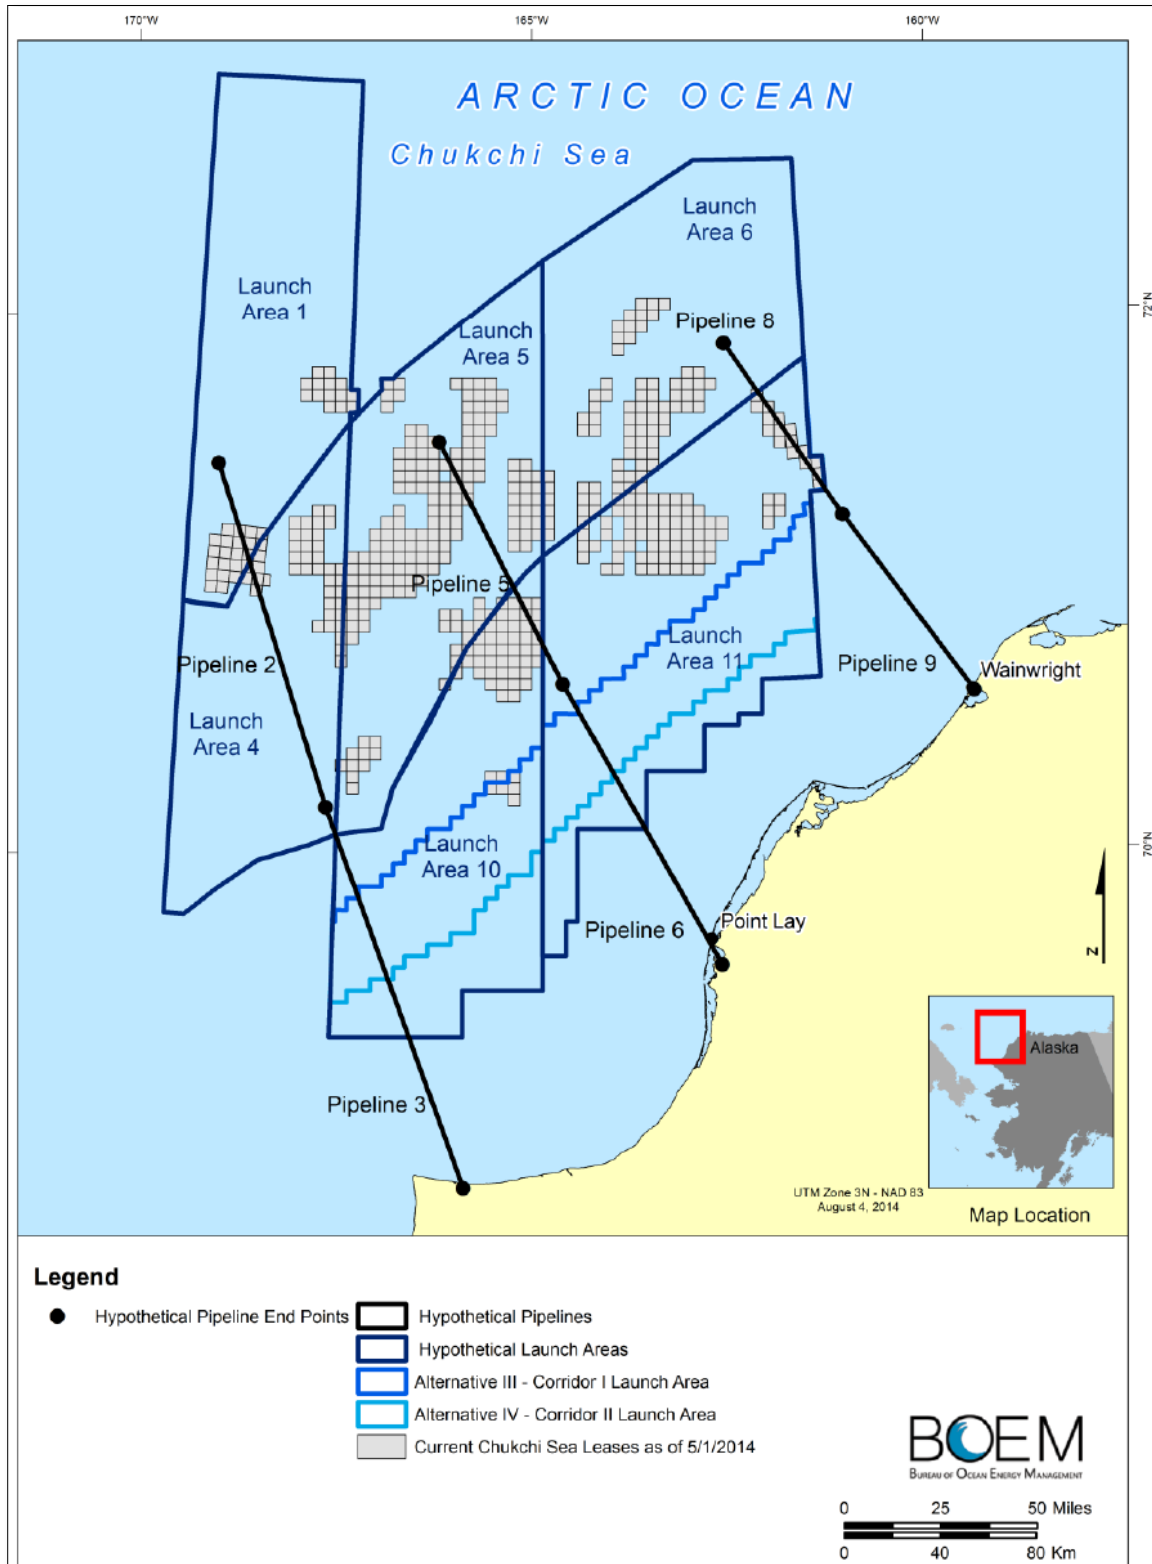 170°W
165°W
160°W
ARCTIC OCEAN
Chukchi Sea
Launch
Area 6
Launch
Area 1
72°N
Launch
Area 5
Pipeline 8
Pipeline 5
Launch
Area 11
Pipeline 2
Pipeline 9
Wainwright
Launch
Area 4
Launch
Area 10
70°N
Point Lay
Pipeline 6
N
Alaska
Pipeline 3
UTM Zone 3N - NAD 83
August 4, 2014
Map Location
Legend
Hypothetical Pipeline End Points
Hypothetical Pipelines
Hypothetical Launch Areas
Alternative III - Corridor I Launch Area
Alternative IV - Corridor II Launch Area
Current Chukchi Sea Leases as of 5/1/2014
BOEM
BUREAU OF OCEAN ENERGY MANAGEMENT
0 25 50 Miles
0 40 80 Km